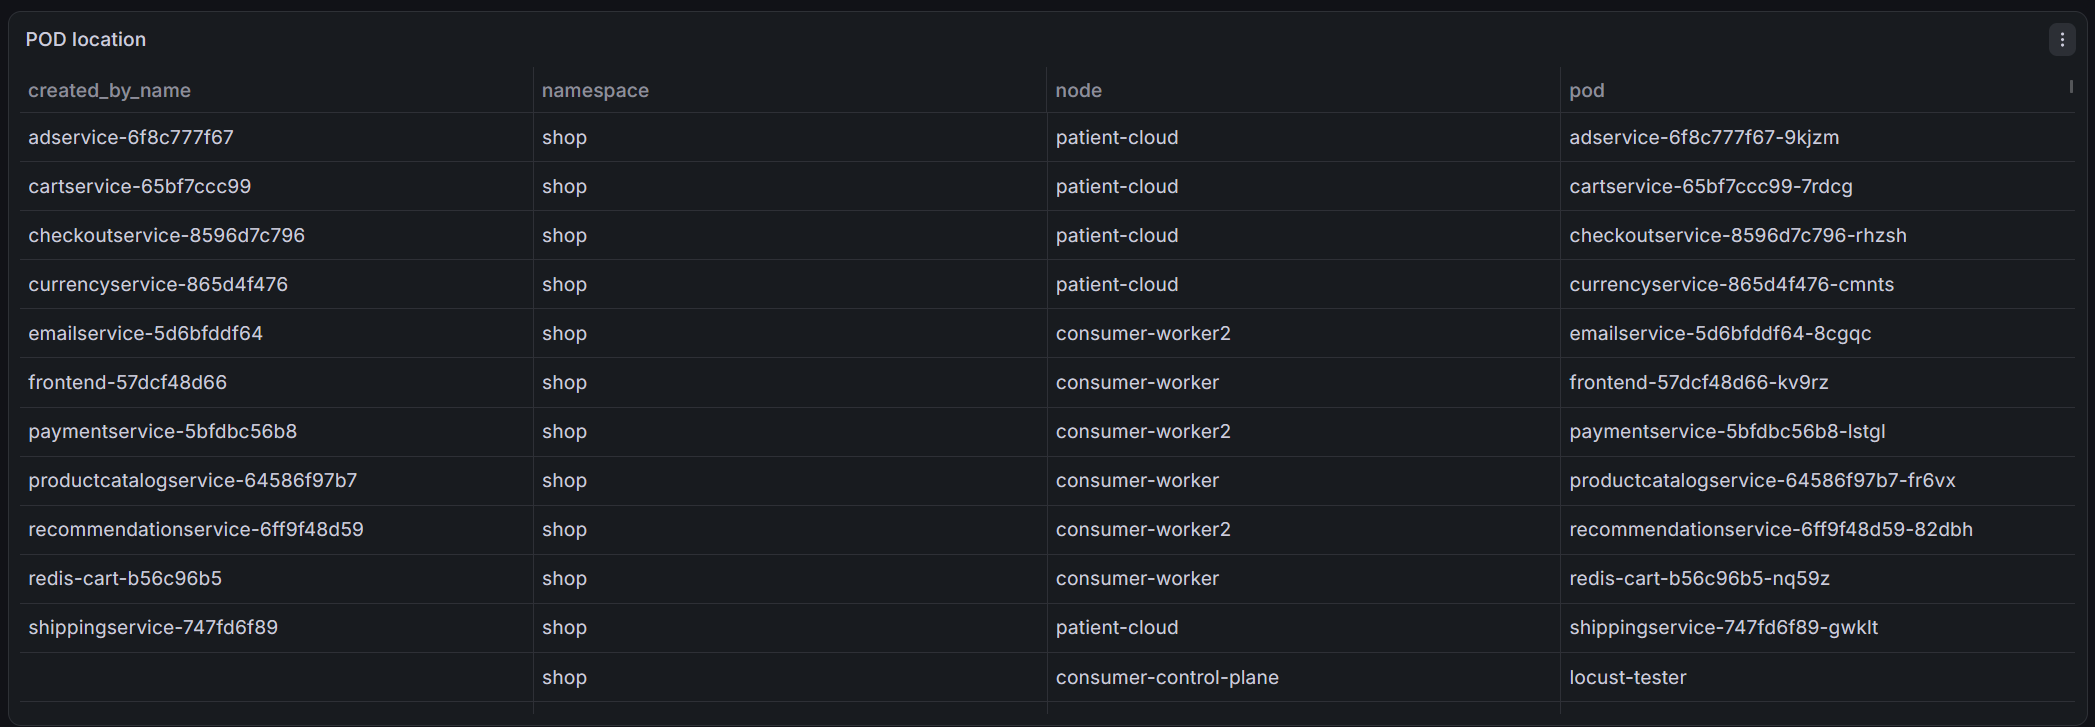 POD location
created_by_name namespace node pod
adservice-6f8c777f67 shop patient-cloud adservice-6f8c777f67-9kjzm
cartservice-65bf7ccc99 shop patient-cloud cartservice-65bf7ccc99-7rdcg
checkoutservice-8596d7c796 shop patient-cloud checkoutservice-8596d7c796-rhzsh
currencyservice-865d4f476 shop patient-cloud currencyservice-865d4f476-cmnts
emailservice-5d6bfddf64 shop consumer-worker2 emailservice-5d6bfddf64-8cgqc
frontend-57dcf48d66 shop consumer-worker frontend-57dcf48d66-kv9rz
paymentservice-5bfdbc56b8 shop consumer-worker2 paymentservice-5bfdbc56b8-lstgl
productcatalogservice-64586f97b7 shop consumer-worker productcatalogservice-64586f97b7-fr6vx
recommendationservice-6ff9f48d59 shop consumer-worker2 recommendationservice-6ff9f48d59-82dbh
redis-cart-b56c96b5 shop consumer-worker redis-cart-b56c96b5-nq59z
shippingservice-747fd6f89 shop patient-cloud shippingservice-747fd6f89-gwklt
shop consumer-control-plane locust-tester